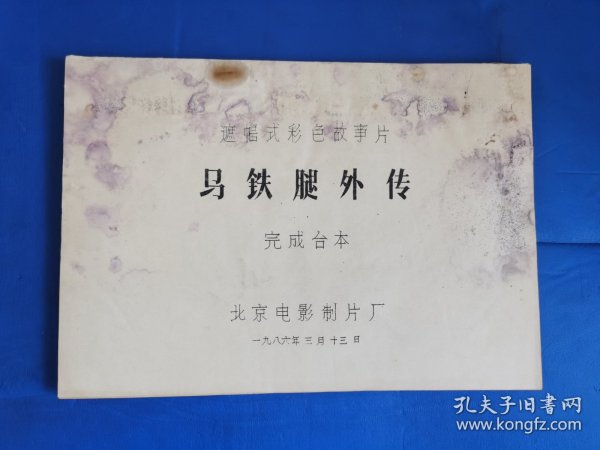 遮幅式彩色故事片
马铁腿外传
完成台本
北京电影制片厂
一九八六年三月十三日
孔夫子旧书网
www.kongfz.com